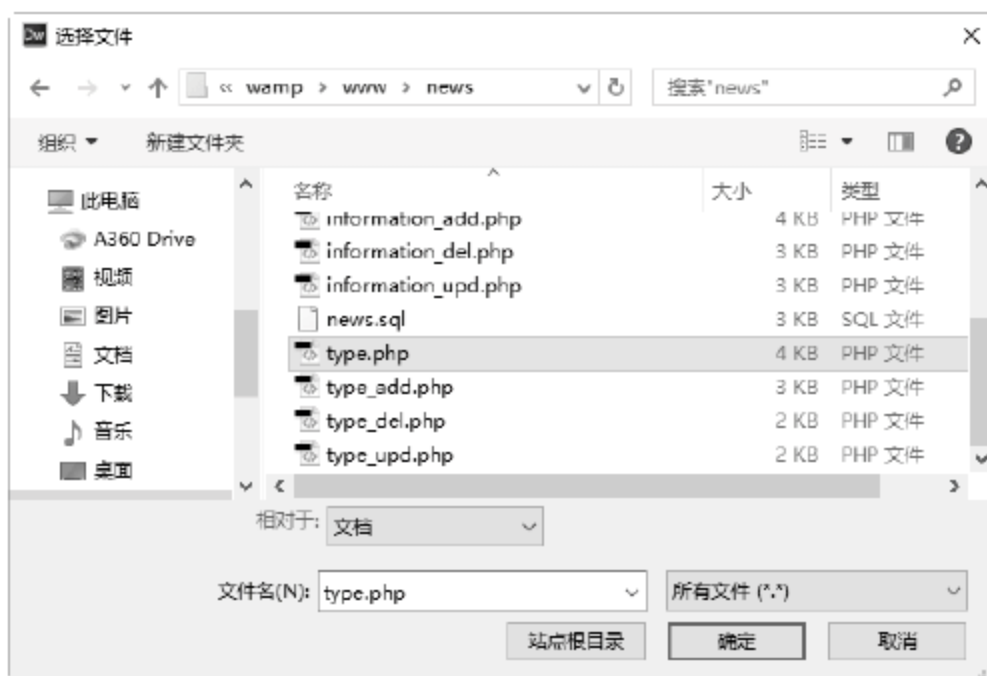 Dw 选择文件
« wamp > www > news
搜索"news"
组织 新建文件夹
名称 大小 类型
此电脑
A360 Drive
视频
图片
文档
下载
音乐
桌面
information_add.php 4 KB PHP 文件
information_del.php 3 KB PHP 文件
information_upd.php 3 KB PHP 文件
news.sql 3 KB SQL 文件
type.php 4 KB PHP 文件
type_add.php 3 KB PHP 文件
type_del.php 2 KB PHP 文件
type_upd.php 2 KB PHP 文件
相对于: 文档
文件名(N): type.php 所有文件 (*.*)
站点根目录 确定 取消